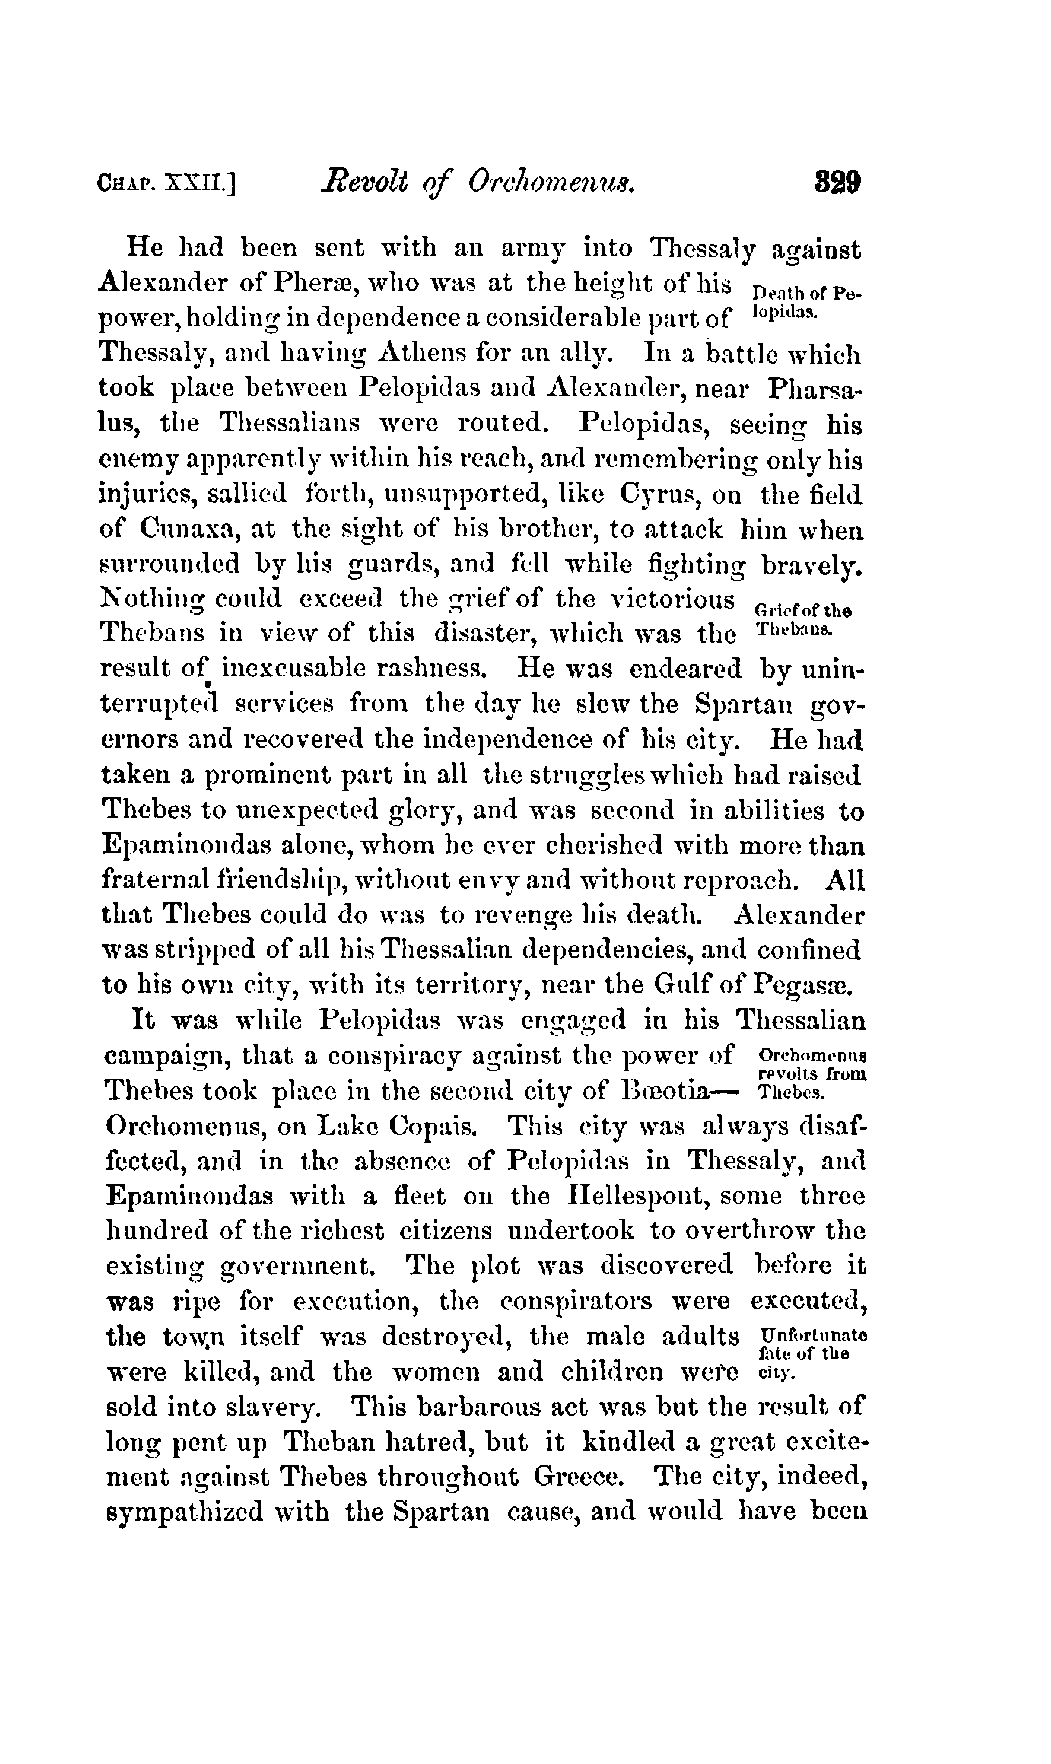 CHAP. XXII.] Revolt of Orchomenus. 329
He had been sent with an army into Thessaly against
Alexander of Pheræ, who was at the height of his
Death of Pe-
power, holding in dependence a considerable part of
lopidas.
Thessaly, and having Athens for an ally. In a battle which
took place between Pelopidas and Alexander, near Pharsa-
lus, the Thessalians were routed. Pelopidas, seeing his
enemy apparently within his reach, and remembering only his
injuries, sallied forth, unsupported, like Cyrus, on the field
of Cunaxa, at the sight of his brother, to attack him when
surrounded by his guards, and fell while fighting bravely.
Nothing could exceed the grief of the victorious
Grief of the
Thebans in view of this disaster, which was the
Thebans.
result of inexcusable rashness. He was endeared by unin-
terrupted services from the day he slew the Spartan gov-
ernors and recovered the independence of his city. He had
taken a prominent part in all the struggles which had raised
Thebes to unexpected glory, and was second in abilities to
Epaminondas alone, whom he ever cherished with more than
fraternal friendship, without envy and without reproach. All
that Thebes could do was to revenge his death. Alexander
was stripped of all his Thessalian dependencies, and confined
to his own city, with its territory, near the Gulf of Pegasæ.
It was while Pelopidas was engaged in his Thessalian
campaign, that a conspiracy against the power of
Orchomenus
revolts from
Thebes took place in the second city of Bœotia—
Thebes.
Orchomenus, on Lake Copais. This city was always disaf-
fected, and in the absence of Pelopidas in Thessaly, and
Epaminondas with a fleet on the Hellespont, some three
hundred of the richest citizens undertook to overthrow the
existing government. The plot was discovered before it
was ripe for execution, the conspirators were executed,
the town itself was destroyed, the male adults
Unfortunate
fate of the
were killed, and the women and children were
city.
sold into slavery. This barbarous act was but the result of
long pent up Theban hatred, but it kindled a great excite-
ment against Thebes throughout Greece. The city, indeed,
sympathized with the Spartan cause, and would have been